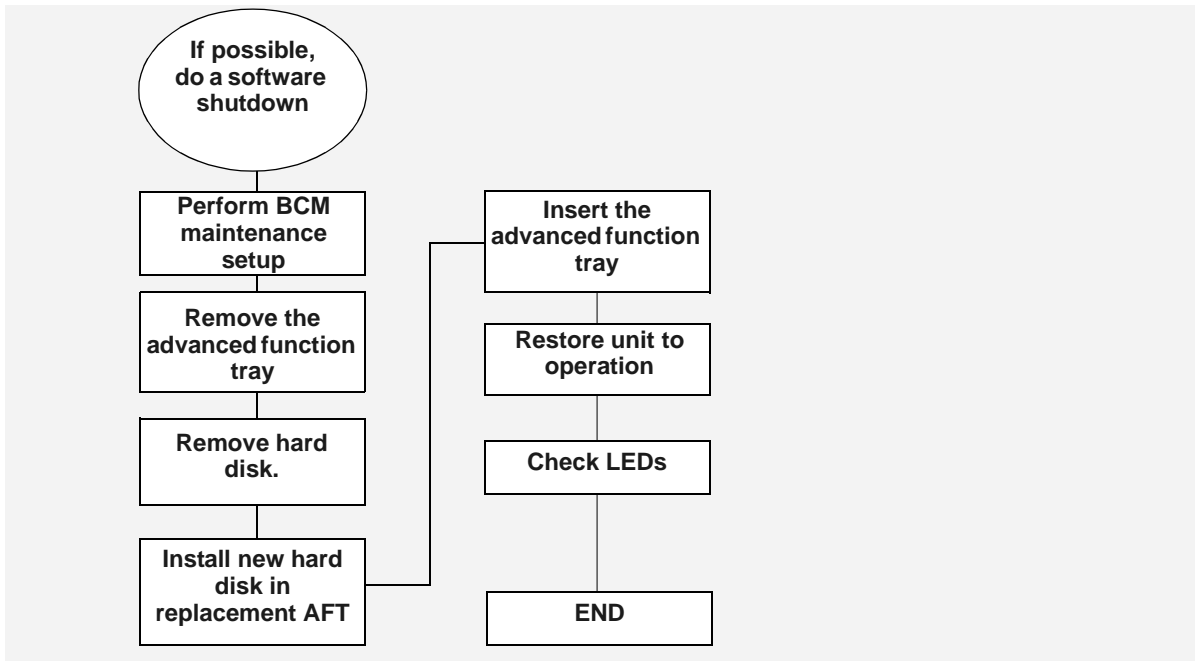 If possible,
do a software
shutdown
Perform BCM
maintenance
setup
Remove the
advanced function
tray
Remove hard
disk.
Install new hard
disk in
replacement AFT
Insert the
advanced function
tray
Restore unit to
operation
Check LEDs
END